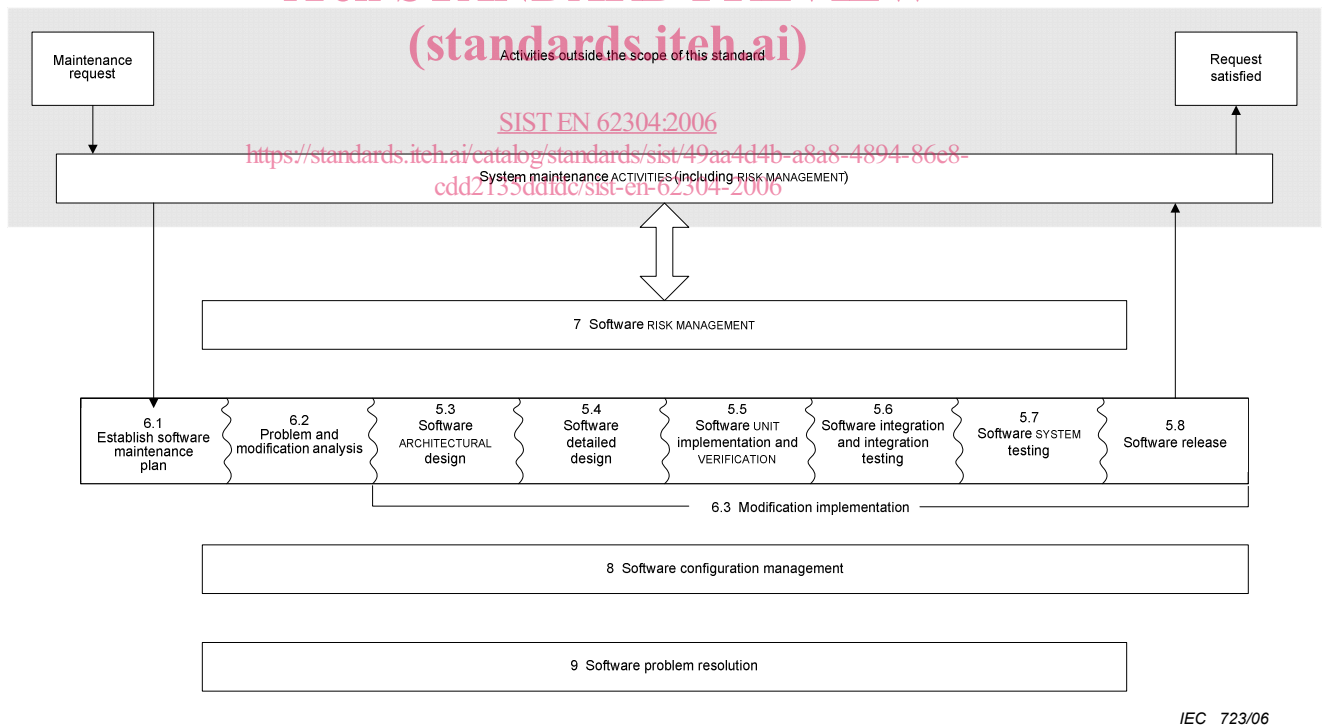 (standards.iteh.ai)
Maintenance
request
Activities outside the scope of this standard
Request
satisfied
SIST EN 62304:2006
https://standards.iteh.ai/catalog/standards/sist/49aa4d4b-a8a8-4894-86e8-
cdd2135ddfdc/sist-en-62304-2006
System maintenance ACTIVITIES (including RISK MANAGEMENT)
7 Software RISK MANAGEMENT
6.1
Establish software
maintenance
plan
6.2
Problem and
modification analysis
5.3
Software
ARCHITECTURAL
design
5.4
Software
detailed
design
5.5
Software UNIT
implementation and
VERIFICATION
5.6
Software integration
and integration
testing
5.7
Software SYSTEM
testing
5.8
Software release
6.3 Modification implementation
8 Software configuration management
9 Software problem resolution
IEC 723/06